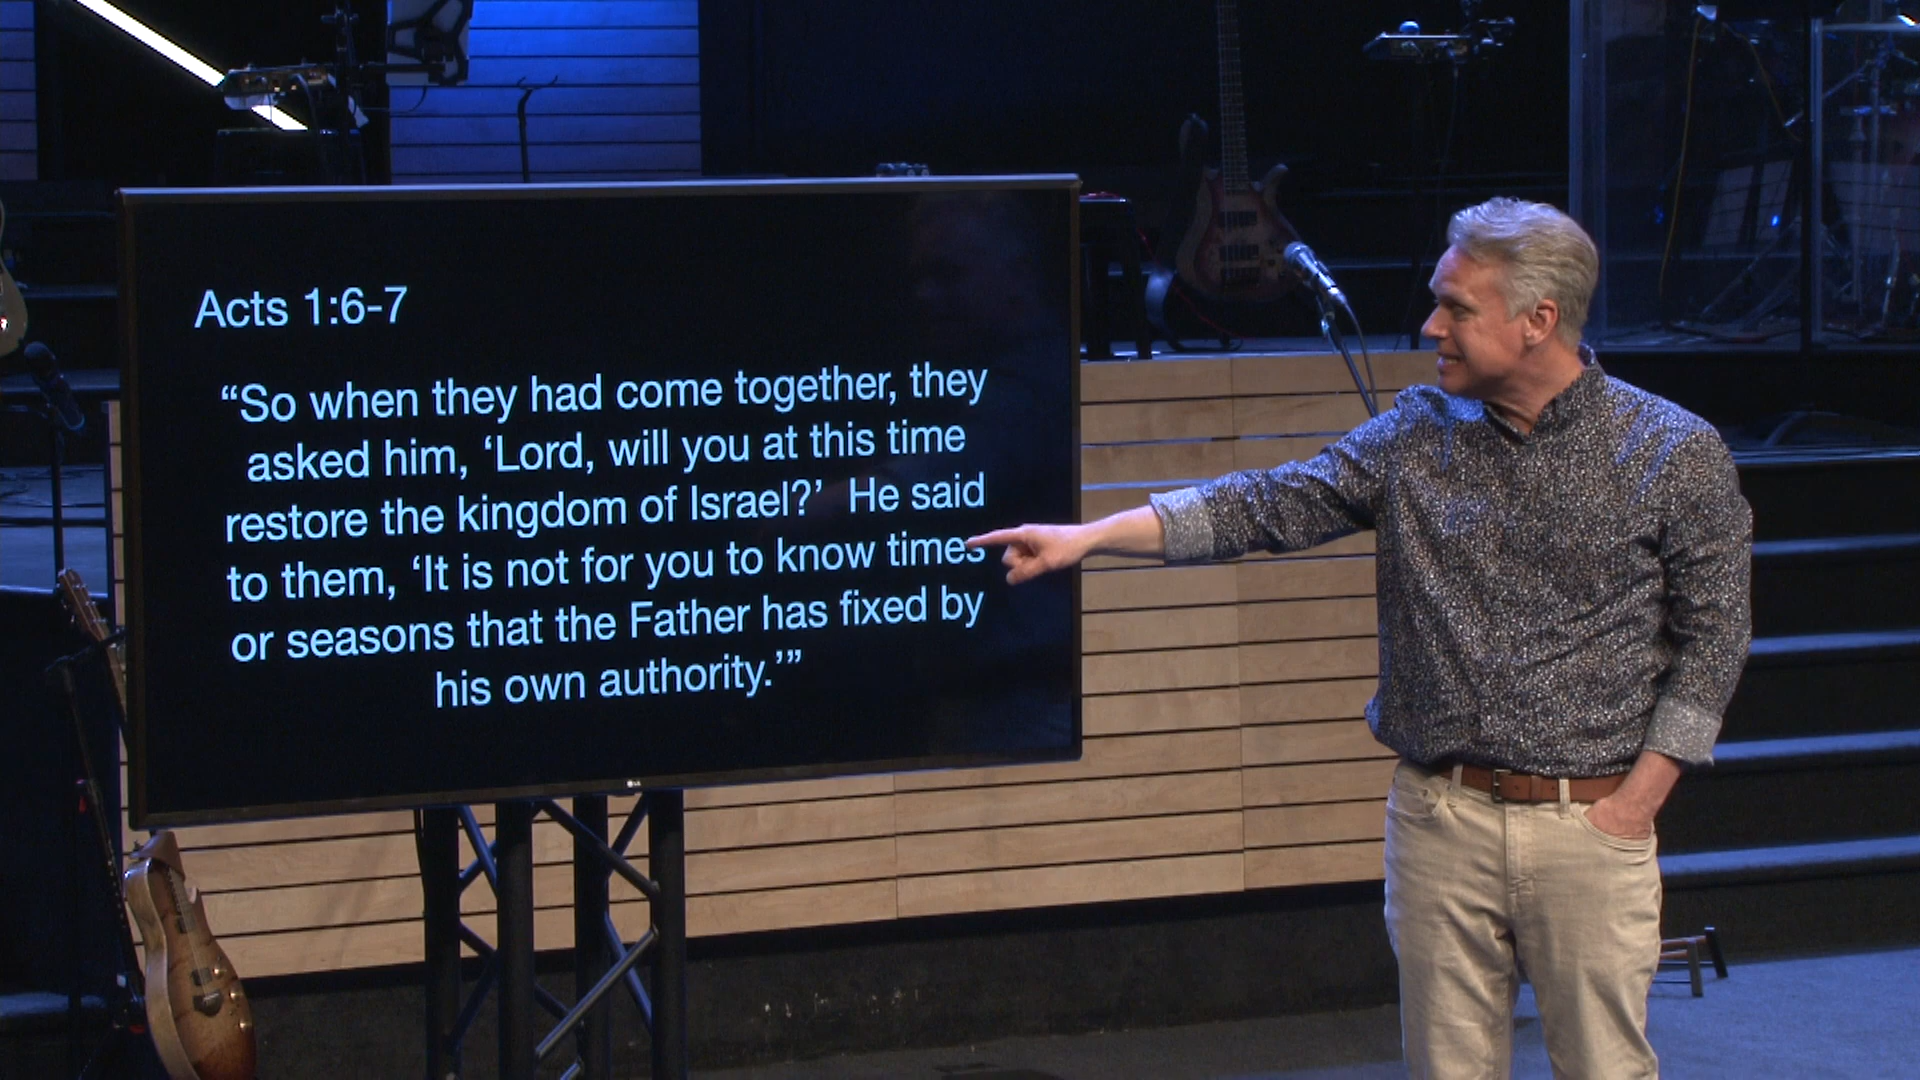 Acts 1:6-7
“So when they had come together, they
asked him, ‘Lord, will you at this time
restore the kingdom of Israel?’  He said
to them, ‘It is not for you to know times
or seasons that the Father has fixed by
his own authority.’”